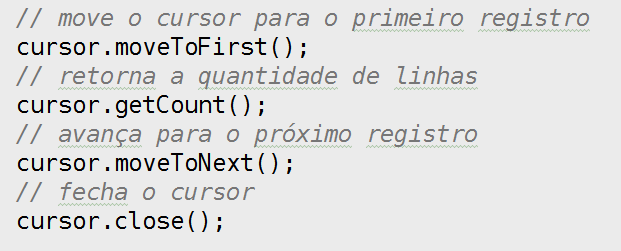 // move o cursor para o primeiro registro
cursor.moveToFirst();
// retorna a quantidade de linhas
cursor.getCount();
// avança para o próximo registro
cursor.moveToNext();
// fecha o cursor
cursor.close();